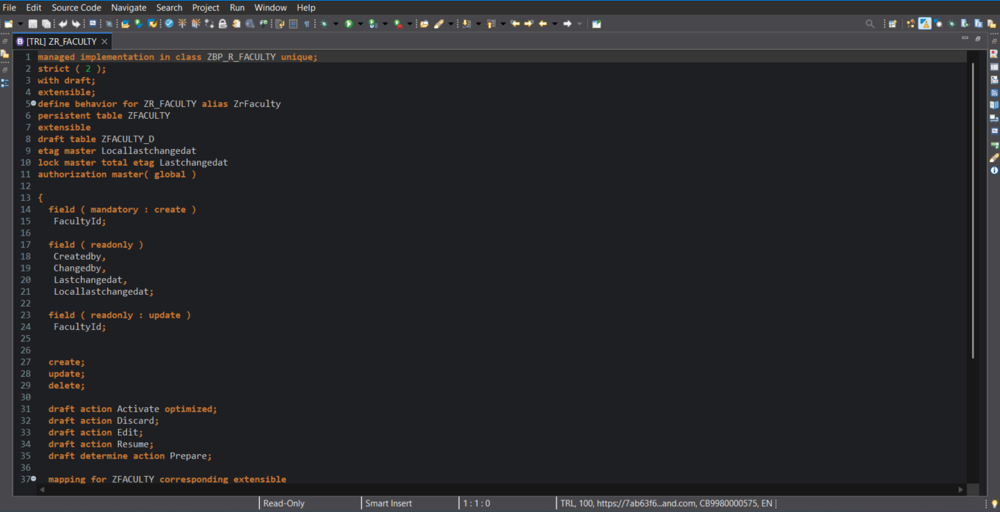 File Edit Source Code Navigate Search Project Run Window Help
[TRL] ZR_FACULTY
1 managed implementation in class ZBP_R_FACULTY unique;
2 strict ( 2 );
3 with draft;
4 extensible;
5 define behavior for ZR_FACULTY alias ZrFaculty
6 persistent table ZFACULTY
7 extensible
8 draft table ZFACULTY_D
9 etag master Locallastchangedat
10 lock master total etag Lastchangedat
11 authorization master( global )
12
13 {
14 field ( mandatory : create )
15 FacultyId;
16
17 field ( readonly )
18 Createdby,
19 Changedby,
20 Lastchangedat,
21 Locallastchangedat;
22
23 field ( readonly : update )
24 FacultyId;
25
26
27 create;
28 update;
29 delete;
30
31 draft action Activate optimized;
32 draft action Discard;
33 draft action Edit;
34 draft action Resume;
35 draft determine action Prepare;
36
37 mapping for ZFACULTY corresponding extensible
Read-Only Smart Insert 1 : 1 : 0 TRL, 100, https://7ab63f6...and.com, CB9980000575, EN